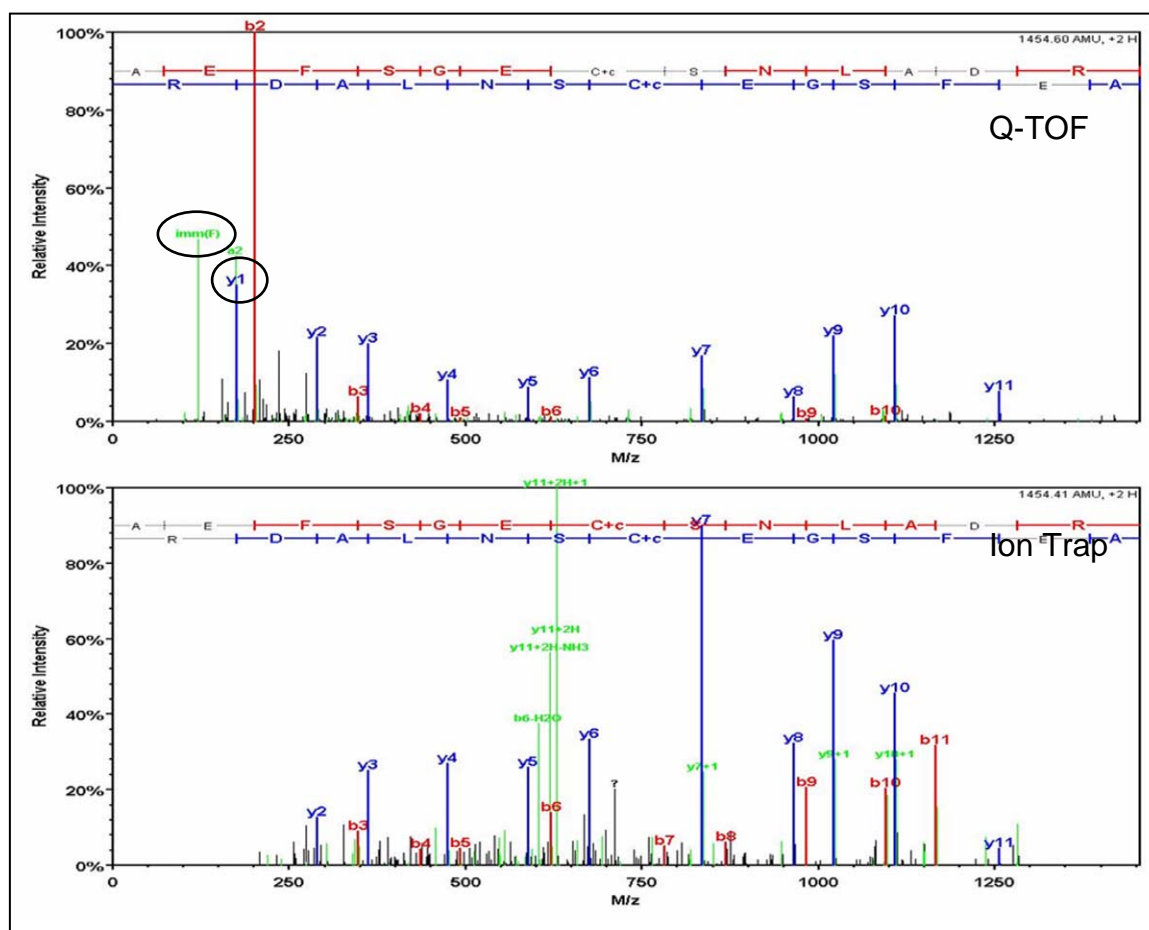 b2
100%
1454.60 AMU, +2 H
A E F S G E C+c S N L A D R
R D A L N S C+c E G S F E A
80%
Q-TOF
60%
Relative Intensity
imm(F)
a2
40%
y1
y2 y3 y4 y5 y6 y7 y8 y9 y10 y11
20%
b3 b4 b5 b6 b9 b10
0%
0 250 500 750 1000 1250
M/z
y11+2H+1
100%
1454.41 AMU, +2 H
A E F S G E C+c S N L A D R
y7
R D A L N S C+c E G S F E A
Ion Trap
80%
y11+2H
60%
y11+2H-NH3
y9
Relative Intensity
y10
40%
b6-H2O
y6 y8 b11
y3 y4 y5 y7+1 y9+1 y10+1
20%
? b9 b10
y2 b3 b4 b5 b6 b7 b8 y11
0%
0 250 500 750 1000 1250
M/z